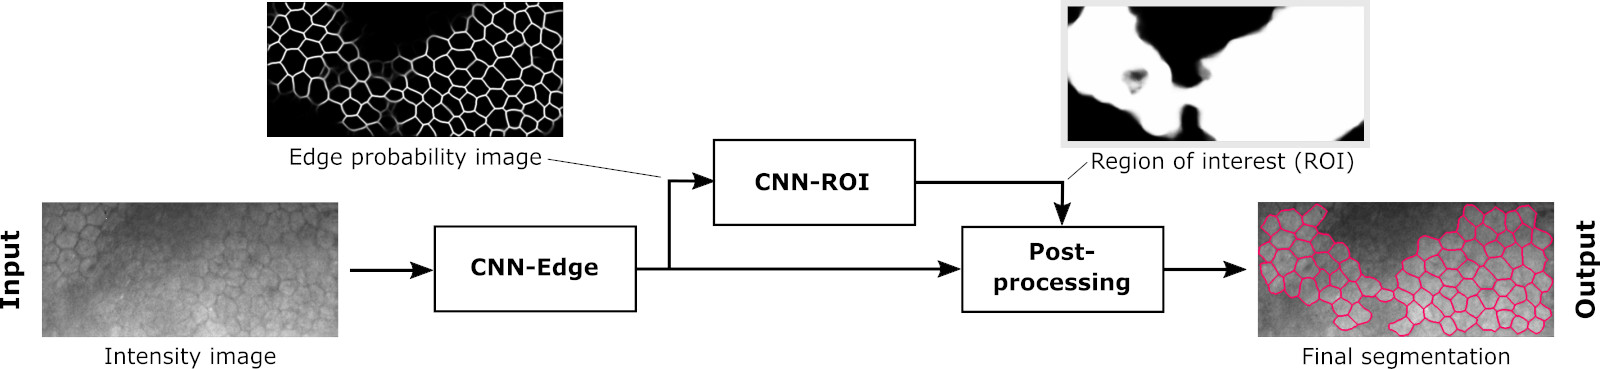 Edge probability image
Region of interest (ROI)
CNN-ROI
Input
CNN-Edge
Post-
processing
Output
Intensity image
Final segmentation